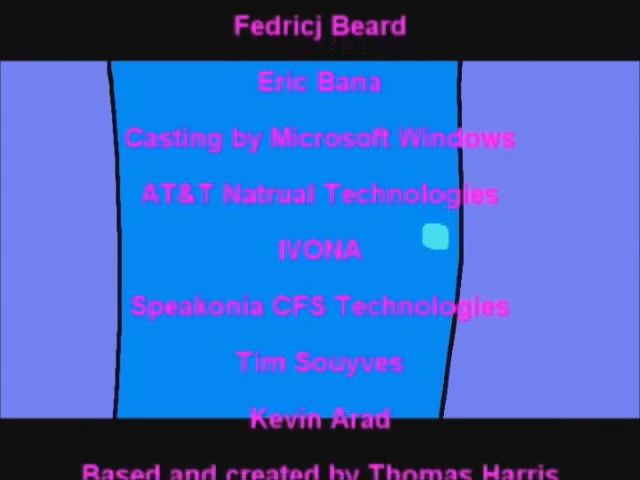 Fedricj Beard
Eric Bana
Casting by Microsoft Windows
AT&T Natrual Technologies
IVONA
Speakonia CFS Technologies
Tim Souyves
Kevin Arad
Based and created by Thomas Harris